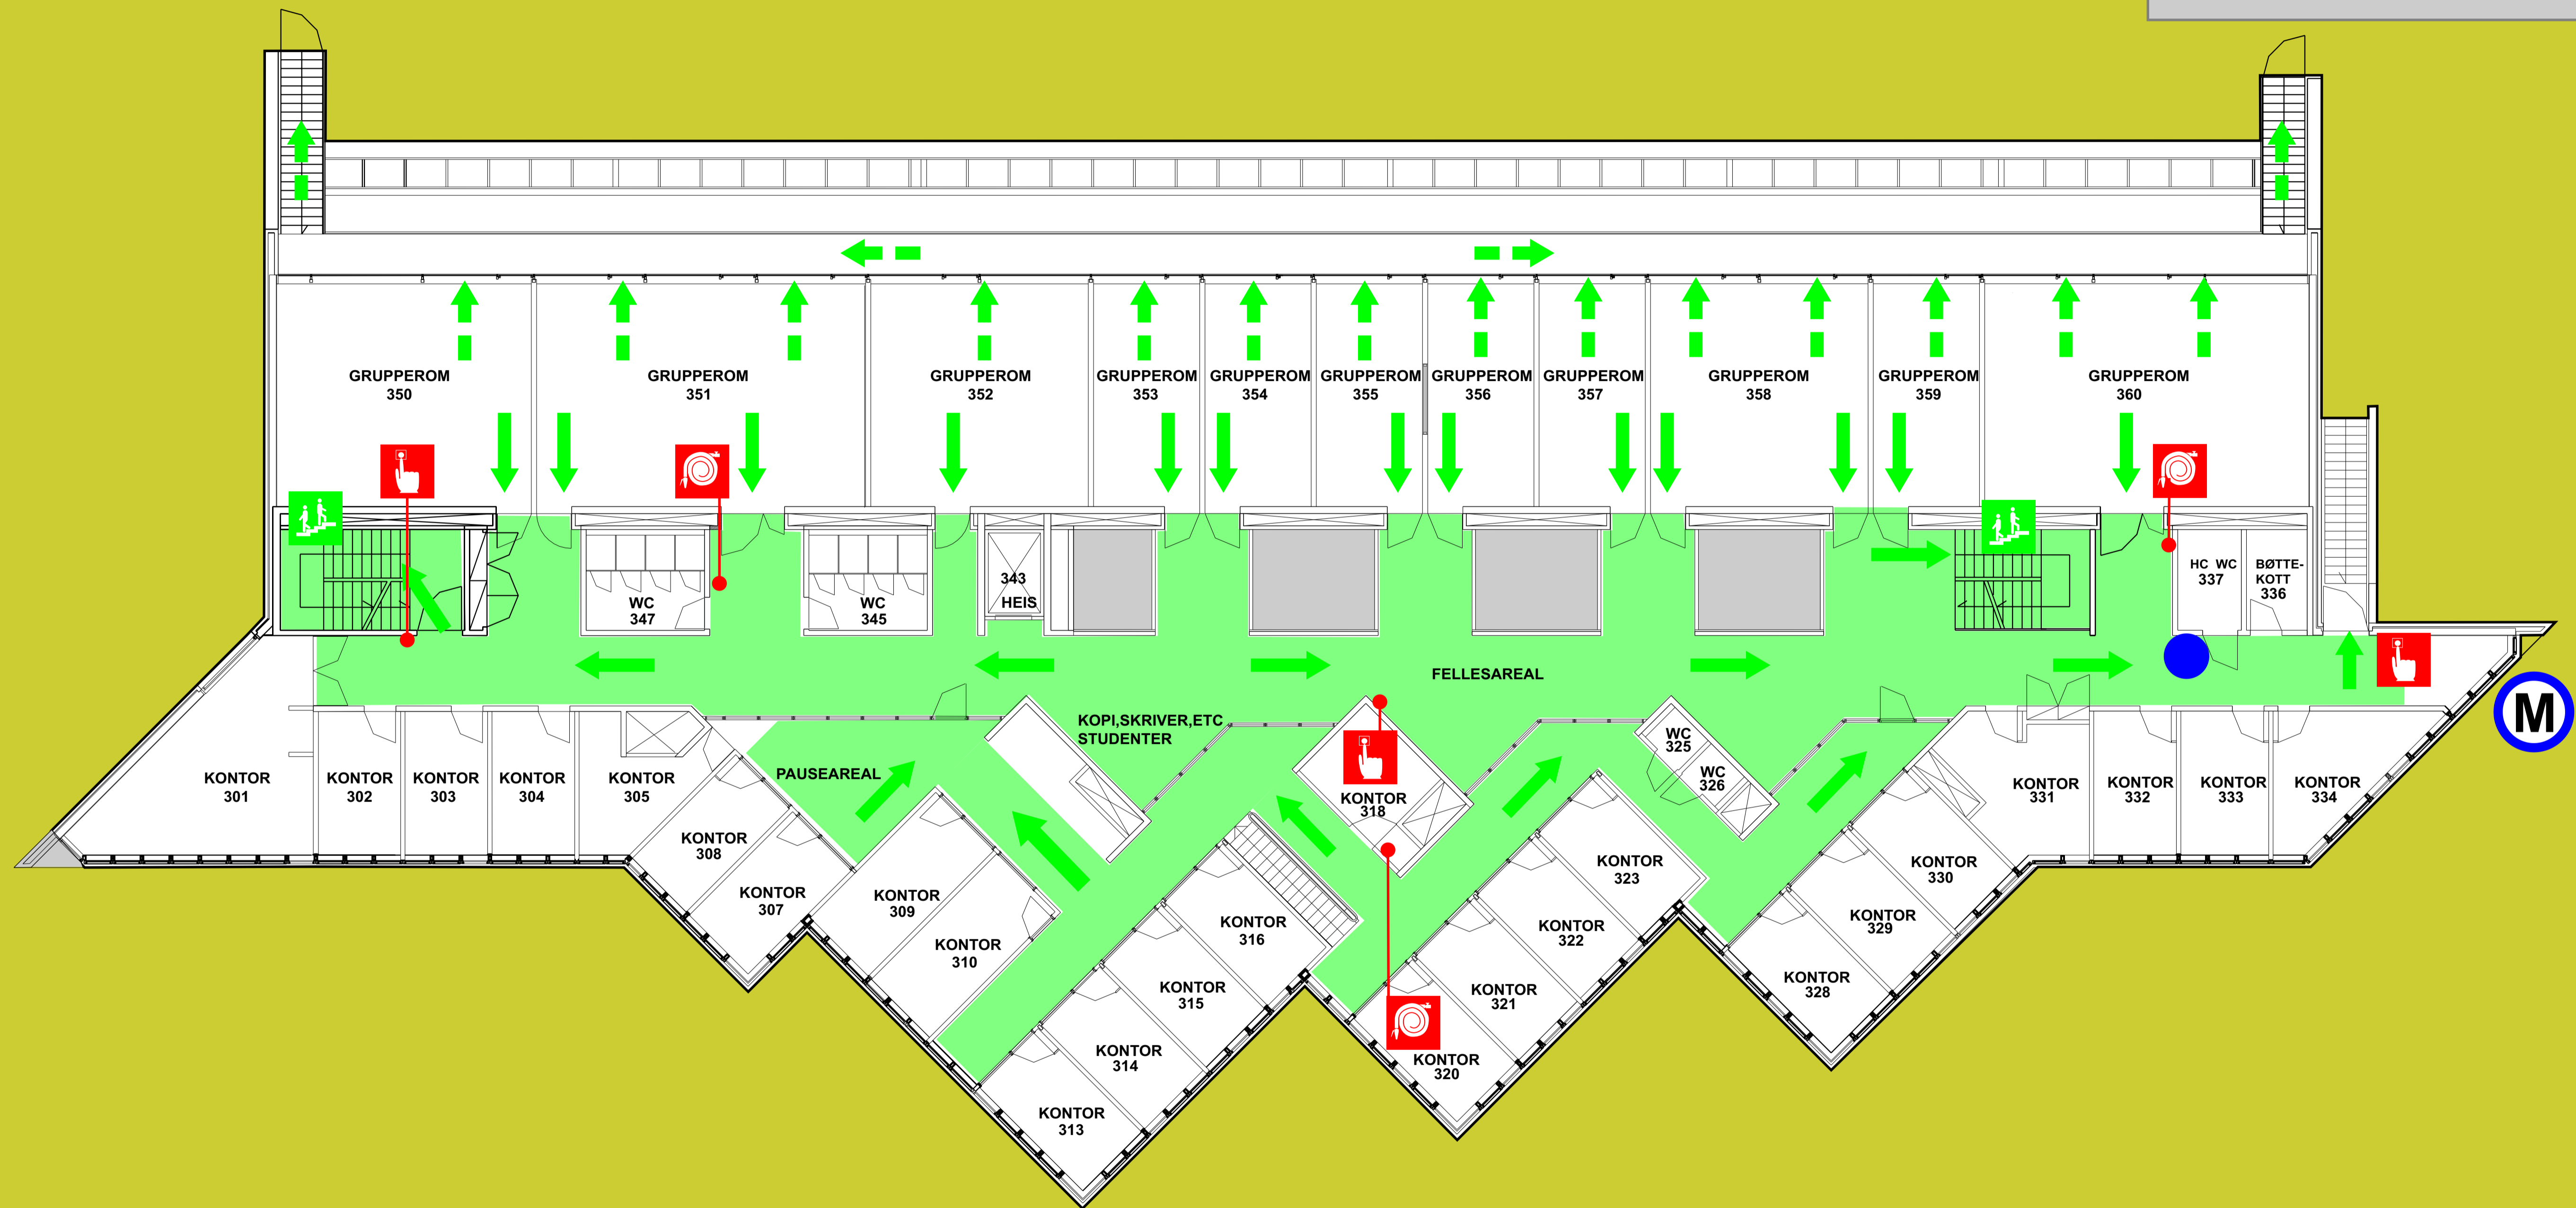 GRUPPEROM
350
GRUPPEROM
351
GRUPPEROM
352
GRUPPEROM
353
GRUPPEROM
354
GRUPPEROM
355
GRUPPEROM
356
GRUPPEROM
357
GRUPPEROM
358
GRUPPEROM
359
GRUPPEROM
360
WC
347
WC
345
343
HEIS
HC WC
337
BØTTE-
KOTT
336
FELLESAREAL
KOPI,SKRIVER,ETC
STUDENTER
PAUSEAREAL
M
KONTOR
301
KONTOR
302
KONTOR
303
KONTOR
304
KONTOR
305
KONTOR
308
KONTOR
307
KONTOR
309
KONTOR
310
KONTOR
313
KONTOR
314
KONTOR
315
KONTOR
316
KONTOR
318
KONTOR
320
KONTOR
321
KONTOR
322
KONTOR
323
WC
325
WC
326
KONTOR
328
KONTOR
329
KONTOR
330
KONTOR
331
KONTOR
332
KONTOR
333
KONTOR
334